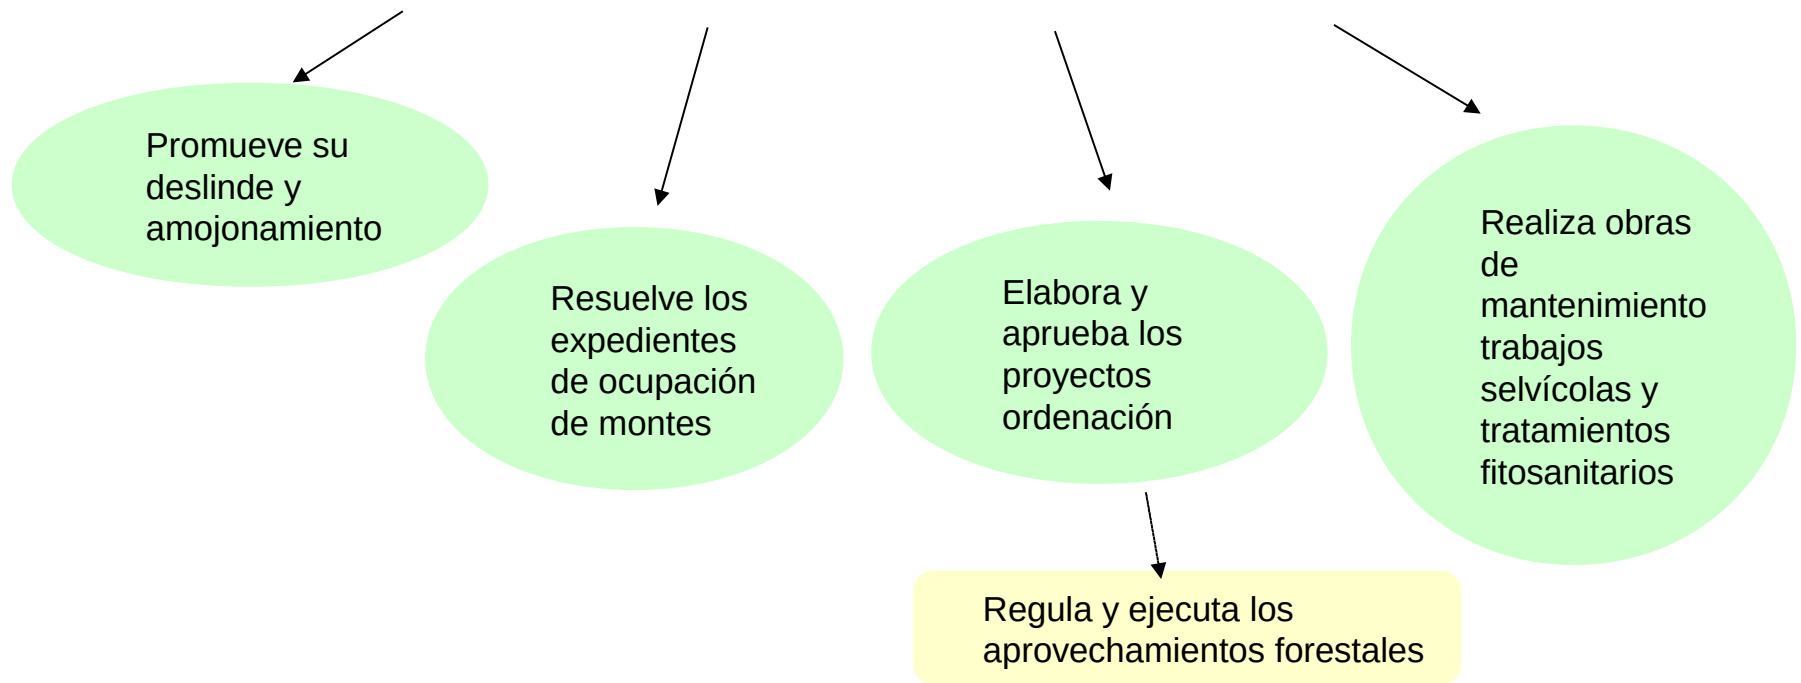 Promueve su
deslinde y
amojonamiento
Resuelve los
expedientes
de ocupación
de montes
Elabora y
aprueba los
proyectos
ordenación
Realiza obras
de
mantenimiento
trabajos
selvícolas y
tratamientos
fitosanitarios
Regula y ejecuta los
aprovechamientos forestales